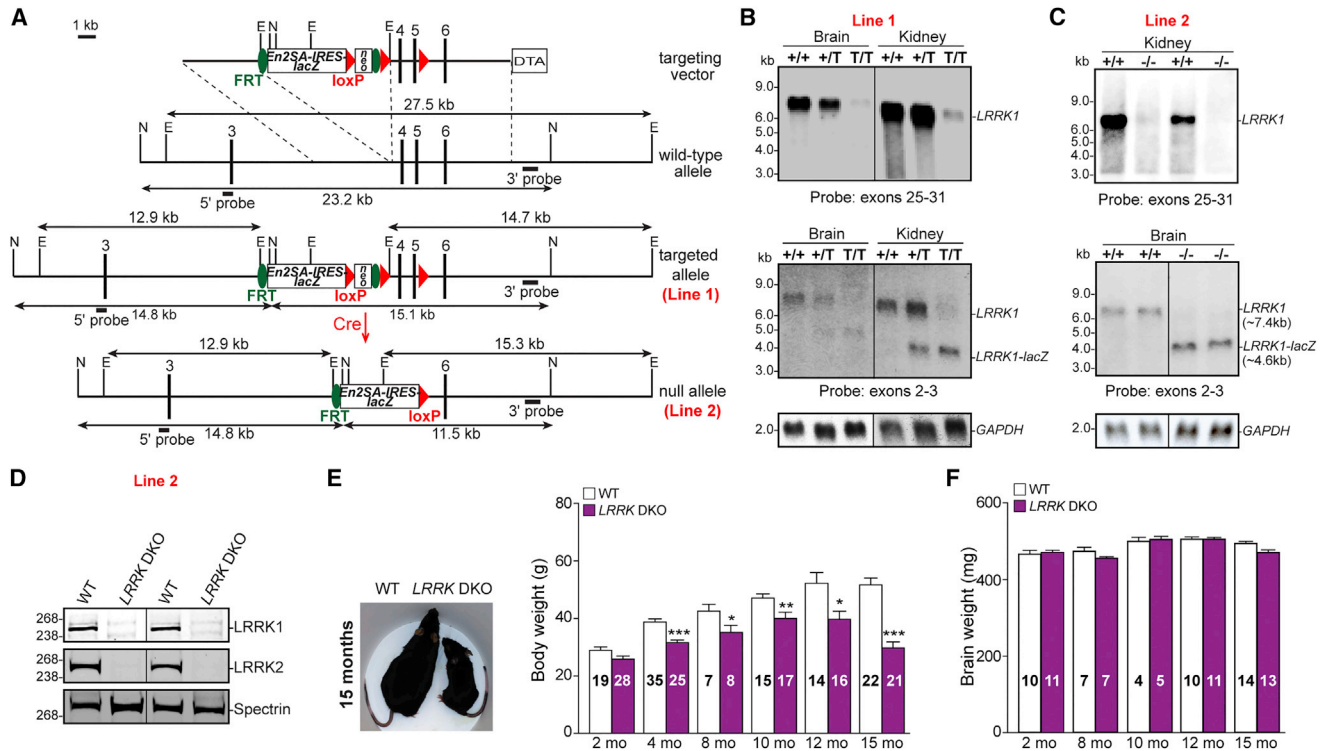 A
1 kb
E E N E E 4 5 6
En2SA-IRES-
lacZ
neo
DTA
FRT
loxP
targeting
vector
27.5 kb
N E 3 4 5 6 N E
wild-type
allele
5' probe
23.2 kb
3' probe
12.9 kb
14.7 kb
N E 3 E N E E 4 5 6 N E
En2SA-IRES-
lacZ
neo
FRT
loxP
targeted
allele
(Line 1)
5' probe
14.8 kb
15.1 kb
3' probe
Cre
12.9 kb
15.3 kb
N E 3 E N N E 6 N E
En2SA-IRES-
lacZ
FRT
loxP
null allele
(Line 2)
5' probe
14.8 kb
11.5 kb
3' probe
B
Line 1
Brain Kidney
kb +/+ +/T T/T +/+ +/T T/T
9.0
6.0
5.0
4.0
3.0
LRRK1
Probe: exons 25-31
Brain Kidney
kb +/+ +/T T/T +/+ +/T T/T
9.0
6.0
5.0
4.0
3.0
LRRK1
LRRK1-lacZ
Probe: exons 2-3
2.0
GAPDH
C
Line 2
Kidney
kb +/+ -/- +/+ -/-
9.0
6.0
5.0
4.0
3.0
LRRK1
Probe: exons 25-31
Brain
kb +/+ +/+ -/- -/-
9.0
6.0
5.0
4.0
3.0
LRRK1
(~7.4kb)
LRRK1-lacZ
(~4.6kb)
Probe: exons 2-3
2.0
GAPDH
D
Line 2
WT LRRK DKO WT LRRK DKO
268
238
LRRK1
268
238
LRRK2
268
Spectrin
E
WT LRRK DKO
15 months
WT
LRRK DKO
Body weight (g)
80
60
40
20
0
*** * ** * ***
19 28 35 25 7 8 15 17 14 16 22 21
2 mo 4 mo 8 mo 10 mo 12 mo 15 mo
F
WT
LRRK DKO
Brain weight (mg)
600
400
200
0
10 11 7 7 4 5 10 11 14 13
2 mo 8 mo 10 mo 12 mo 15 mo